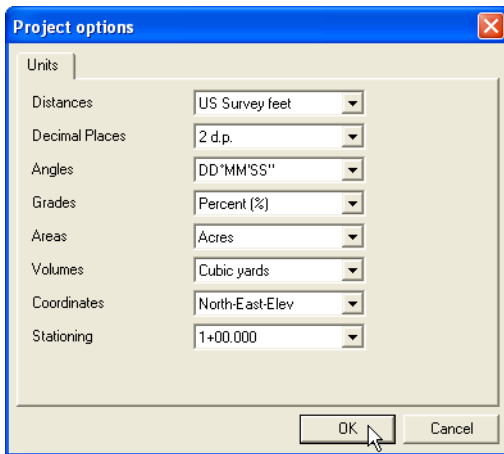 Project options
Units
Distances US Survey feet
Decimal Places 2 d.p.
Angles DD°MM'SS"
Grades Percent (%)
Areas Acres
Volumes Cubic yards
Coordinates North-East-Elev
Stationing 1+00.000
OK Cancel